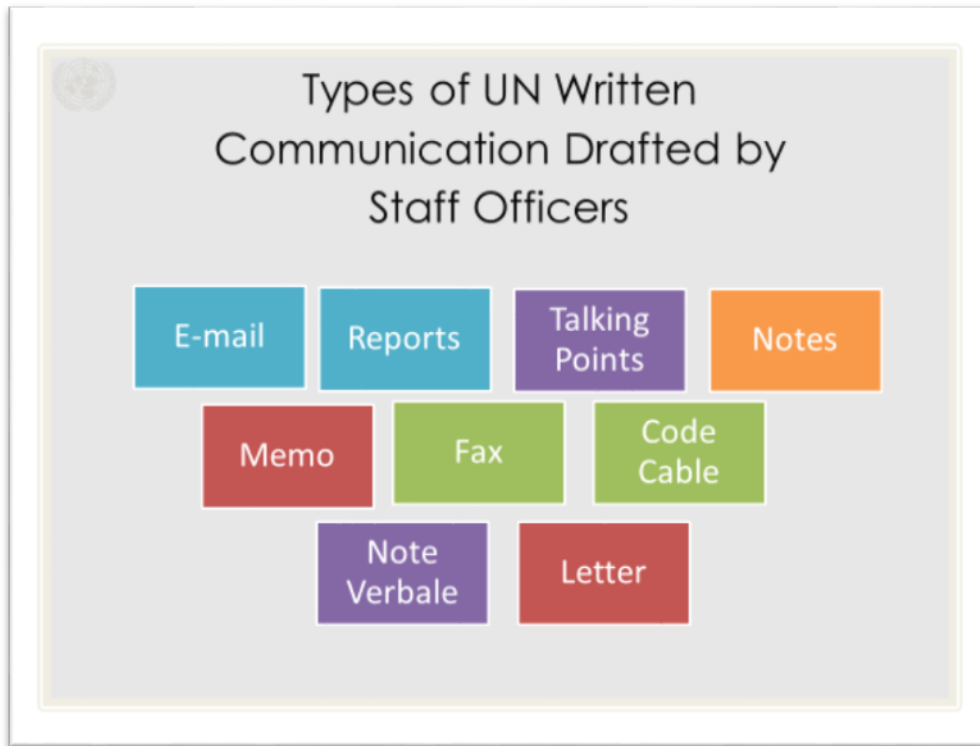 Types of UN Written
Communication Drafted by
Staff Officers
E-mail
Reports
Talking
Points
Notes
Memo
Fax
Code
Cable
Note
Verbale
Letter